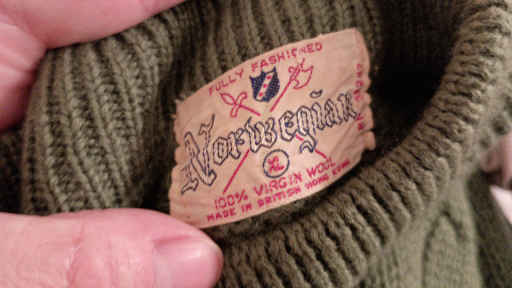 FULLY FASHIONED
Norwegian
XL
100% VIRGIN WOOL
MADE IN BRITISH HONG KONG